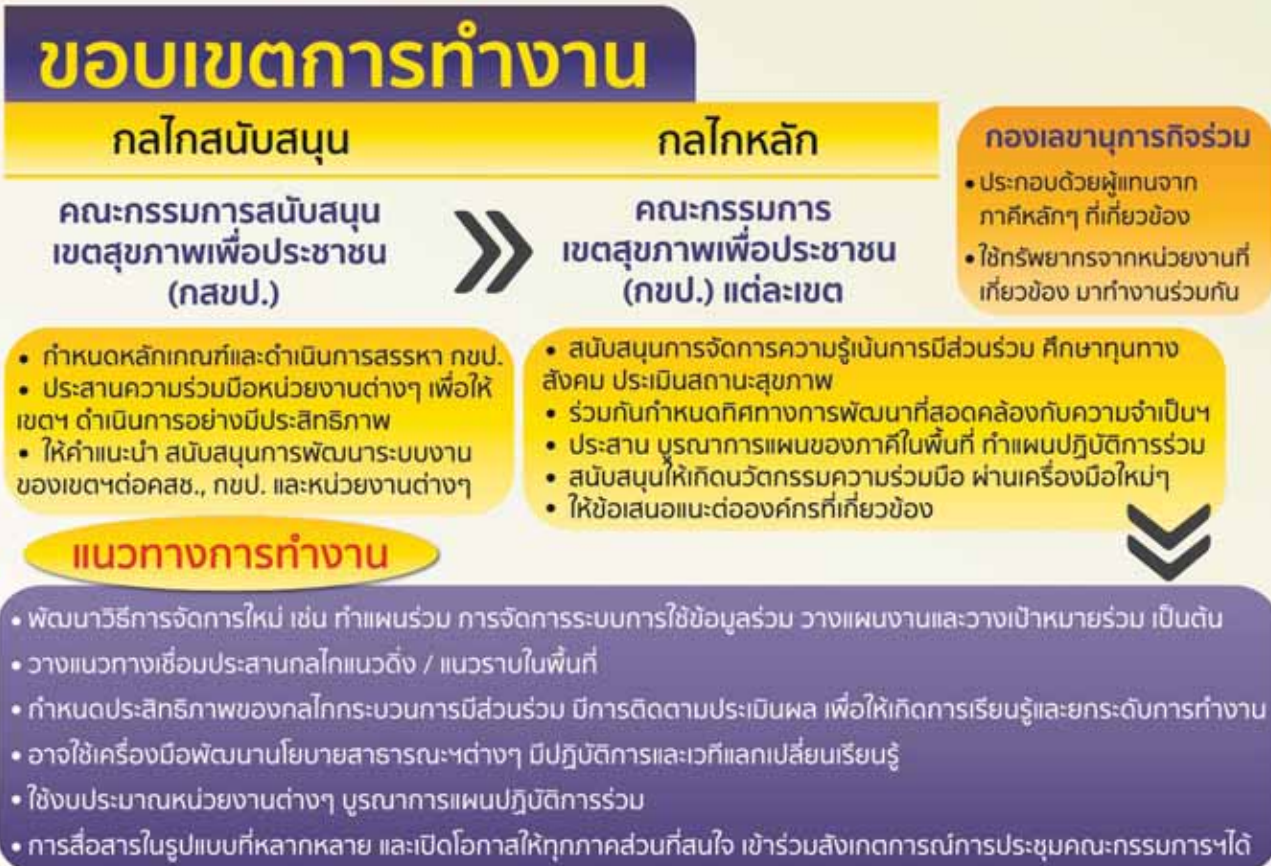 ขอบเขตการทำงาน
กลไกสนับสนุน
คณะกรรมการสนับสนุน
เขตสุขภาพเพื่อประชาชน
(กสขป.)
• กำหนดหลักเกณฑ์และดำเนินการสรรหา กขป.
• ประสานความร่วมมือหน่วยงานต่างๆ เพื่อให้
เขตฯ ดำเนินการอย่างมีประสิทธิภาพ
• ให้คำแนะนำ สนับสนุนการพัฒนาระบบงาน
ของเขตฯต่อคสช., กขป. และหน่วยงานต่างๆ
กลไกหลัก
คณะกรรมการ
เขตสุขภาพเพื่อประชาชน
(กขป.) แต่ละเขต
• สนับสนุนการจัดการความรู้เน้นการมีส่วนร่วม ศึกษาทุนทาง
สังคม ประเมินสถานะสุขภาพ
• ร่วมกันกำหนดทิศทางการพัฒนาที่สอดคล้องกับความจำเป็นฯ
• ประสาน บูรณาการแผนของภาคีในพื้นที่ ทำแผนปฏิบัติการร่วม
• สนับสนุนให้เกิดนวัตกรรมความร่วมมือ ผ่านเครื่องมือใหม่ๆ
• ให้ข้อเสนอแนะต่อองค์กรที่เกี่ยวข้อง
กองเลขานุการกิจร่วม
• ประกอบด้วยผู้แทนจาก
ภาคีหลักๆ ที่เกี่ยวข้อง
• ใช้ทรัพยากรจากหน่วยงานที่
เกี่ยวข้อง มาทำงานร่วมกัน
แนวทางการทำงาน
• พัฒนาวิธีการจัดการใหม่ เช่น ทำแผนร่วม การจัดการระบบการใช้ข้อมูลร่วม วางแผนงานและวางเป้าหมายร่วม เป็นต้น
• วางแนวทางเชื่อมประสานกลไกแนวดิ่ง / แนวราบในพื้นที่
• กำหนดประสิทธิภาพของกลไกกระบวนการมีส่วนร่วม มีการติดตามประเมินผล เพื่อให้เกิดการเรียนรู้และยกระดับการทำงาน
• อาจใช้เครื่องมือพัฒนานโยบายสาธารณะฯต่างๆ มีปฏิบัติการและเวทีแลกเปลี่ยนเรียนรู้
• ใช้งบประมาณหน่วยงานต่างๆ บูรณาการแผนปฏิบัติการร่วม
• การสื่อสารในรูปแบบที่หลากหลาย และเปิดโอกาสให้ทุกภาคส่วนที่สนใจ เข้าร่วมสังเกตการณ์การประชุมคณะกรรมการฯได้